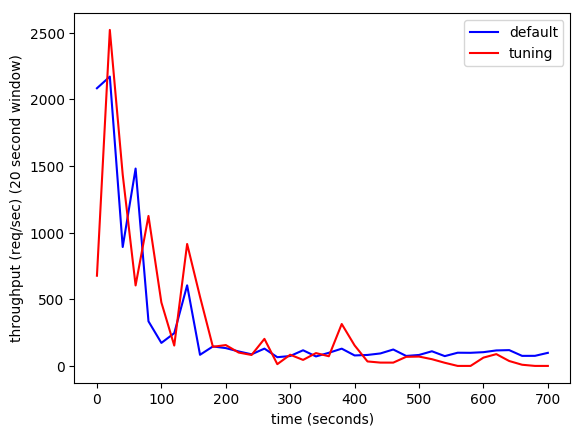 default
tuning
throughput (req/sec) (20 second window)
2500
2000
1500
1000
500
0
0 100 200 300 400 500 600 700
time (seconds)